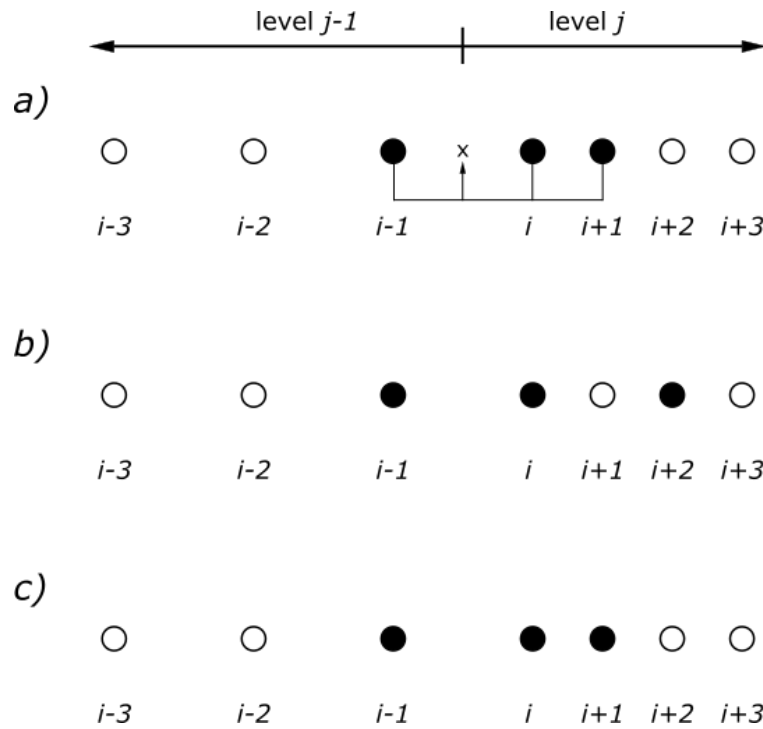 level j-1 level j
a)
x
i-3 i-2 i-1 i i+1 i+2 i+3
b)
i-3 i-2 i-1 i i+1 i+2 i+3
c)
i-3 i-2 i-1 i i+1 i+2 i+3